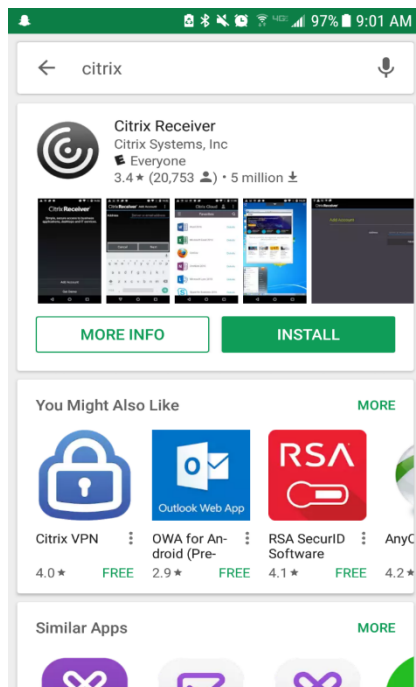 97% 9:01 AM
citrix
Citrix Receiver
Citrix Systems, Inc
E Everyone
3.4★ (20,753) • 5 million
MORE INFO
INSTALL
You Might Also Like
MORE
Outlook Web App
RSA
Citrix VPN
OWA for An-
droid (Pre-
RSA SecurID
Software
AnyC
4.0★ FREE
2.9★ FREE
4.1★ FREE
4.2★
Similar Apps
MORE